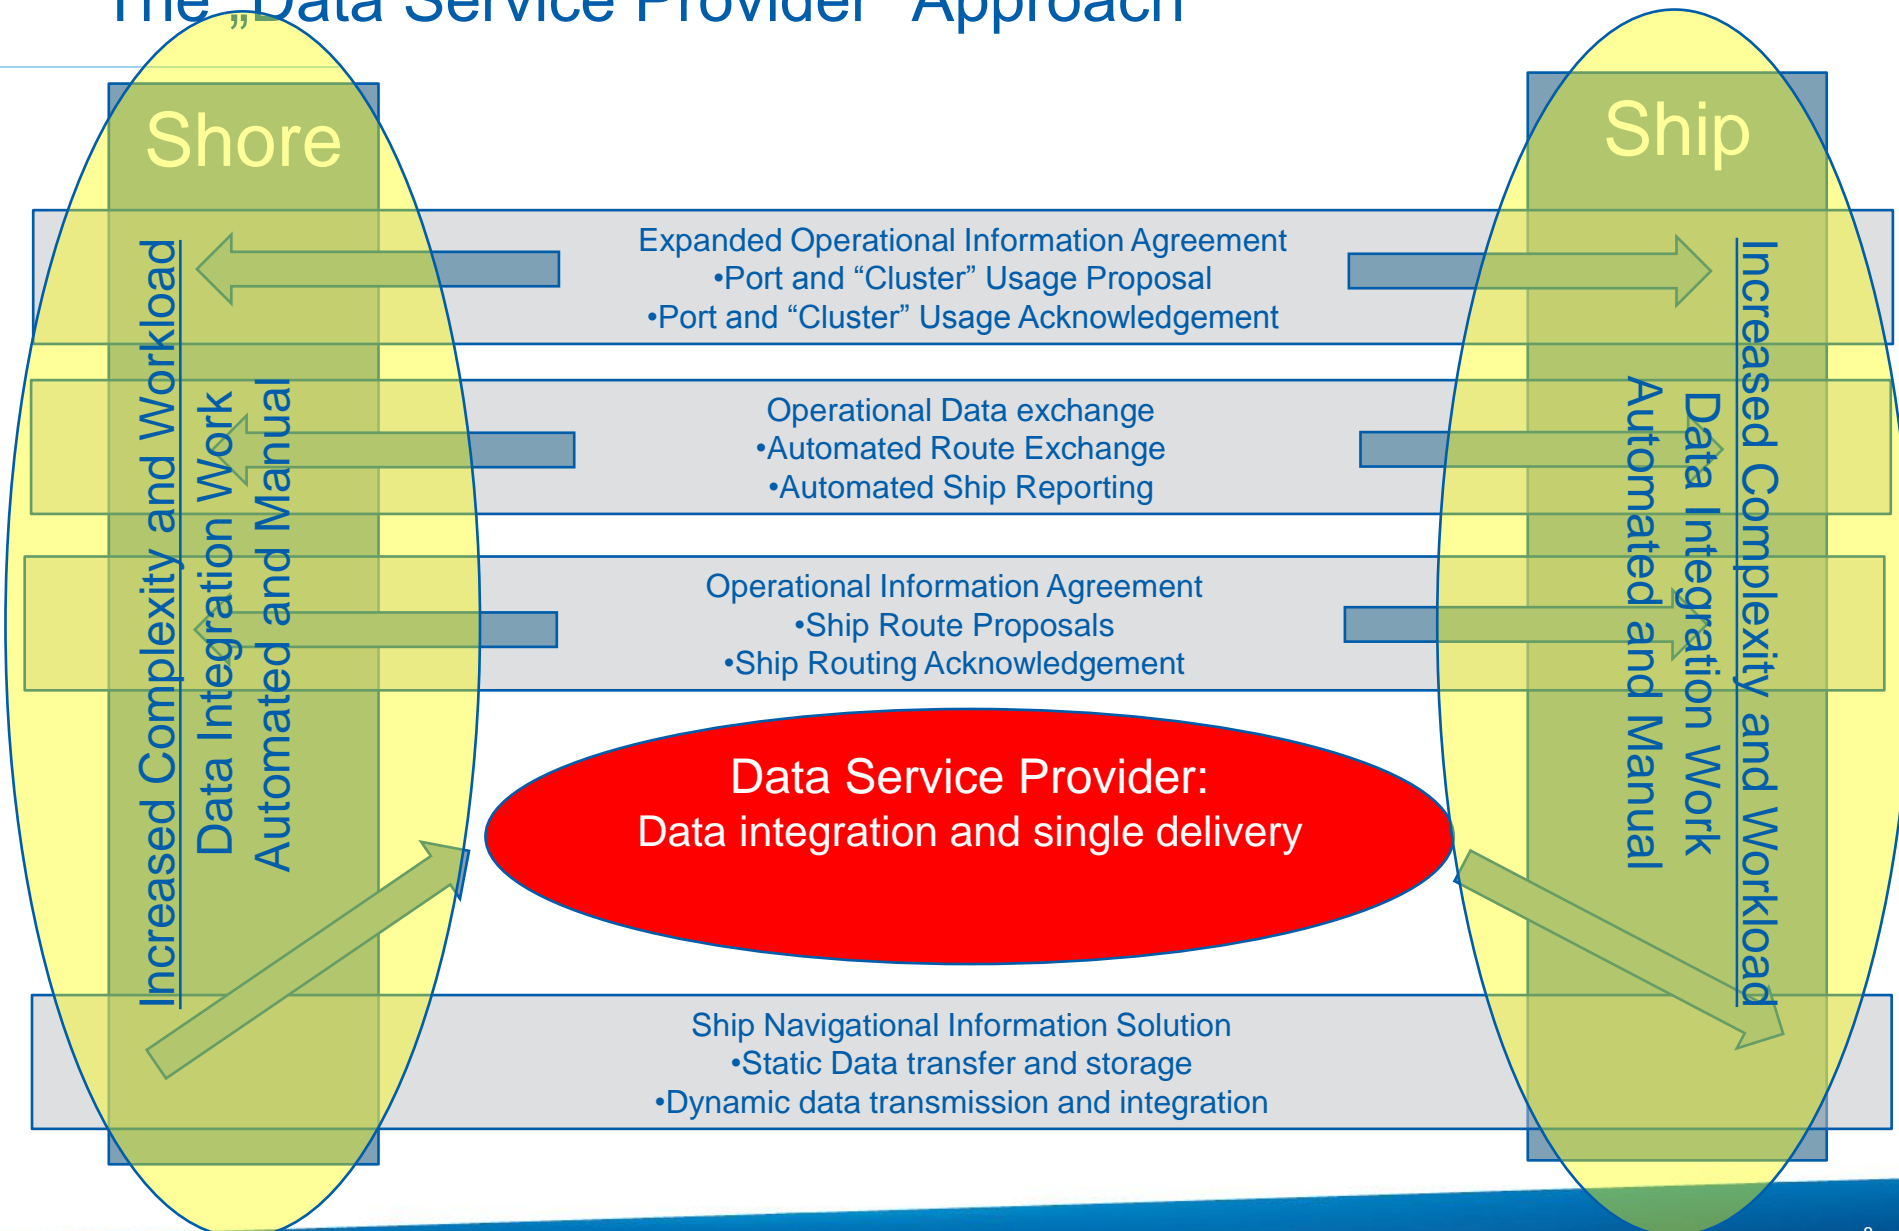 The „Data Service Provider“ Approach
Shore
Ship
Expanded Operational Information Agreement
•Port and “Cluster” Usage Proposal
•Port and “Cluster” Usage Acknowledgement
Operational Data exchange
•Automated Route Exchange
•Automated Ship Reporting
Operational Information Agreement
•Ship Route Proposals
•Ship Routing Acknowledgement
Increased Complexity and Workload
Data Integration Work
Automated and Manual
Increased Complexity and Workload
Data Integration Work
Automated and Manual
Data Service Provider:
Data integration and single delivery
Ship Navigational Information Solution
•Static Data transfer and storage
•Dynamic data transmission and integration